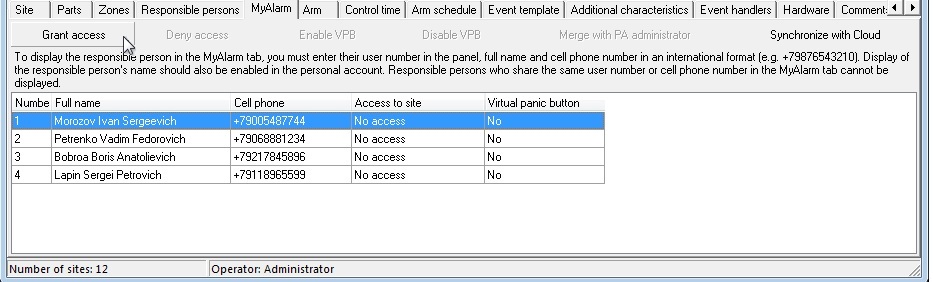 Site Parts Zones Responsible persons MyAlarm Arm Control time Arm schedule Event template Additional characteristics Event handlers Hardware Comment
Grant access Deny access Enable VPB Disable VPB Merge with PA administrator Synchronize with Cloud
To display the responsible person in the MyAlarm tab, you must enter their user number in the panel, full name and cell phone number in an international format (e.g. +79876543210). Display of
the responsible person's name should also be enabled in the personal account. Responsible persons who share the same user number or cell phone number in the MyAlarm tab cannot be
displayed.
Numbe Full name Cell phone Access to site Virtual panic button
1 Morozov Ivan Sergeevich +79005487744 No access No
2 Petrenko Vadim Fedorovich +79068881234 No access No
3 Bobroa Boris Anatolievich +79217845896 No access No
4 Lapin Sergei Petrovich +79118965599 No access No
Number of sites: 12 Operator: Administrator